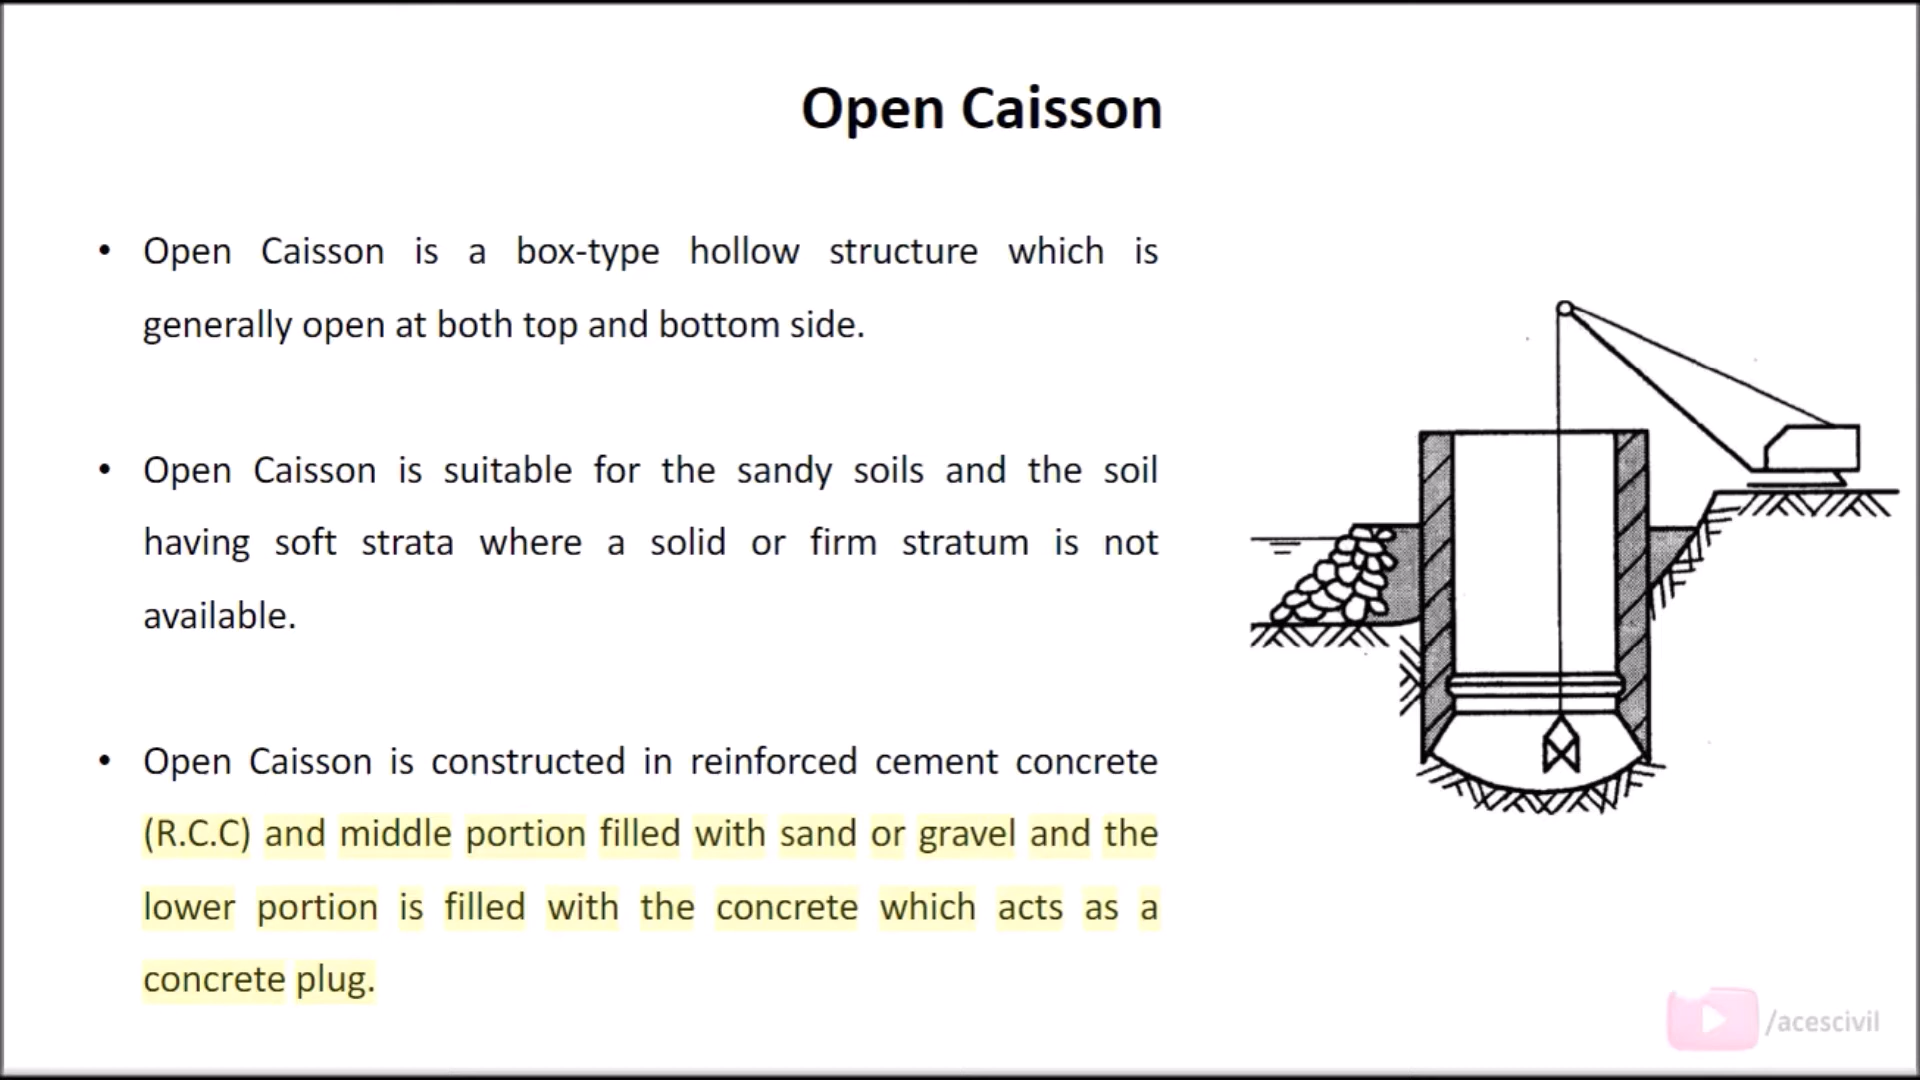 Open Caisson
• Open Caisson is a box-type hollow structure which is
generally open at both top and bottom side.
• Open Caisson is suitable for the sandy soils and the soil
having soft strata where a solid or firm stratum is not
available.
• Open Caisson is constructed in reinforced cement concrete
(R.C.C) and middle portion filled with sand or gravel and the
lower portion is filled with the concrete which acts as a
concrete plug.
/acescivil